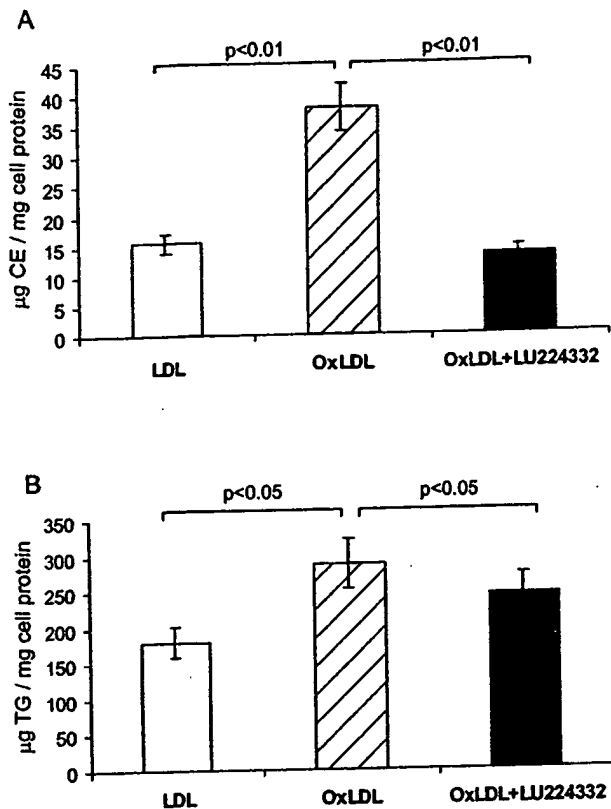 A
p<0.01 p<0.01
45
40
35
30
25
20
15
10
5
0
µg CE / mg cell protein
LDL OxLDL OxLDL+LU224332
B
p<0.05 p<0.05
350
300
250
200
150
100
50
0
µg TG / mg cell protein
LDL OxLDL OxLDL+LU224332